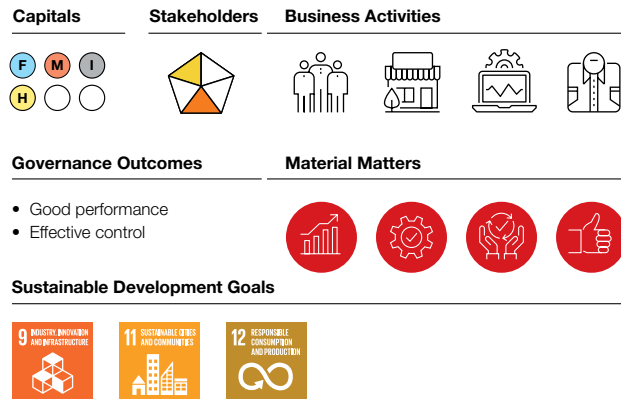 Capitals
Stakeholders
Business Activities
F M I
H
Governance Outcomes
Material Matters
• Good performance
• Effective control
Sustainable Development Goals
9 INDUSTRY, INNOVATION
AND INFRASTRUCTURE
11 SUSTAINABLE CITIES
AND COMMUNITIES
12 RESPONSIBLE
CONSUMPTION
AND PRODUCTION